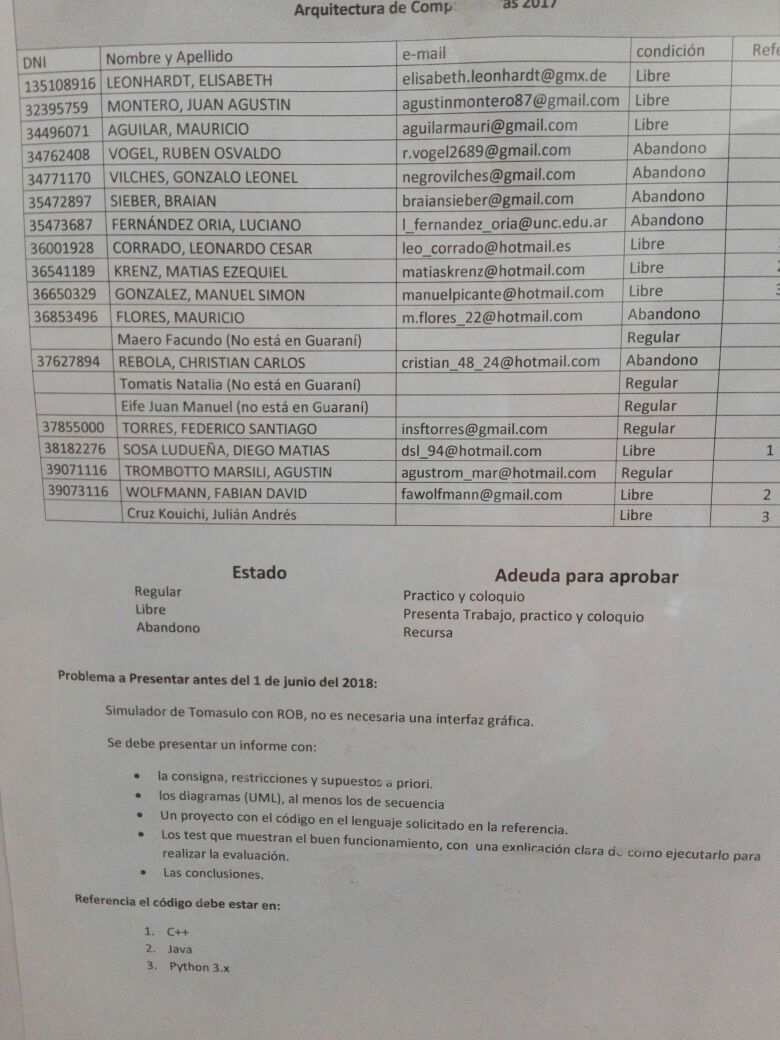 Arquitectura de Comp as 2017
DNI Nombre y Apellido e-mail condición Refe
135108916 LEONHARDT, ELISABETH elisabeth.leonhardt@gmx.de Libre
32395759 MONTERO, JUAN AGUSTIN agustinmontero87@gmail.com Libre
34496071 AGUILAR, MAURICIO aguilarmauri@gmail.com Libre
34762408 VOGEL, RUBEN OSVALDO r.vogel2689@gmail.com Abandono
34771170 VILCHES, GONZALO LEONEL negrovilches@gmail.com Abandono
35472897 SIEBER, BRAIAN braiansieber@gmail.com Abandono
35473687 FERNÁNDEZ ORIA, LUCIANO l_fernandez_oria@unc.edu.ar Abandono
36001928 CORRADO, LEONARDO CESAR leo_corrado@hotmail.es Libre
36541189 KRENZ, MATIAS EZEQUIEL matiaskrenz@hotmail.com Libre
36650329 GONZALEZ, MANUEL SIMON manuelpicante@hotmail.com Libre
36853496 FLORES, MAURICIO m.flores_22@hotmail.com Abandono
Maero Facundo (No está en Guaraní) Regular
37627894 REBOLA, CHRISTIAN CARLOS cristian_48_24@hotmail.com Abandono
Tomatis Natalia (No está en Guaraní) Regular
Eife Juan Manuel (no está en Guaraní) Regular
37855000 TORRES, FEDERICO SANTIAGO insftorres@gmail.com Regular
38182276 SOSA LUDUEÑA, DIEGO MATIAS dsl_94@hotmail.com Libre 1
39071116 TROMBOTTO MARSILI, AGUSTIN agustrom_mar@hotmail.com Regular
39073116 WOLFMANN, FABIAN DAVID fawolfmann@gmail.com Libre 2
Cruz Kouichi, Julián Andrés Libre 3
Estado Adeuda para aprobar
Regular Practico y coloquio
Libre Presenta Trabajo, practico y coloquio
Abandono Recursa
Problema a Presentar antes del 1 de junio del 2018:
Simulador de Tomasulo con ROB, no es necesaria una interfaz gráfica.
Se debe presentar un informe con:
• la consigna, restricciones y supuestos a priori.
• los diagramas (UML), al menos los de secuencia
• Un proyecto con el código en el lenguaje solicitado en la referencia.
• Los test que muestran el buen funcionamiento, con una explicación clara de como ejecutarlo para
realizar la evaluación.
• Las conclusiones.
Referencia el código debe estar en:
1. C++
2. Java
3. Python 3.x